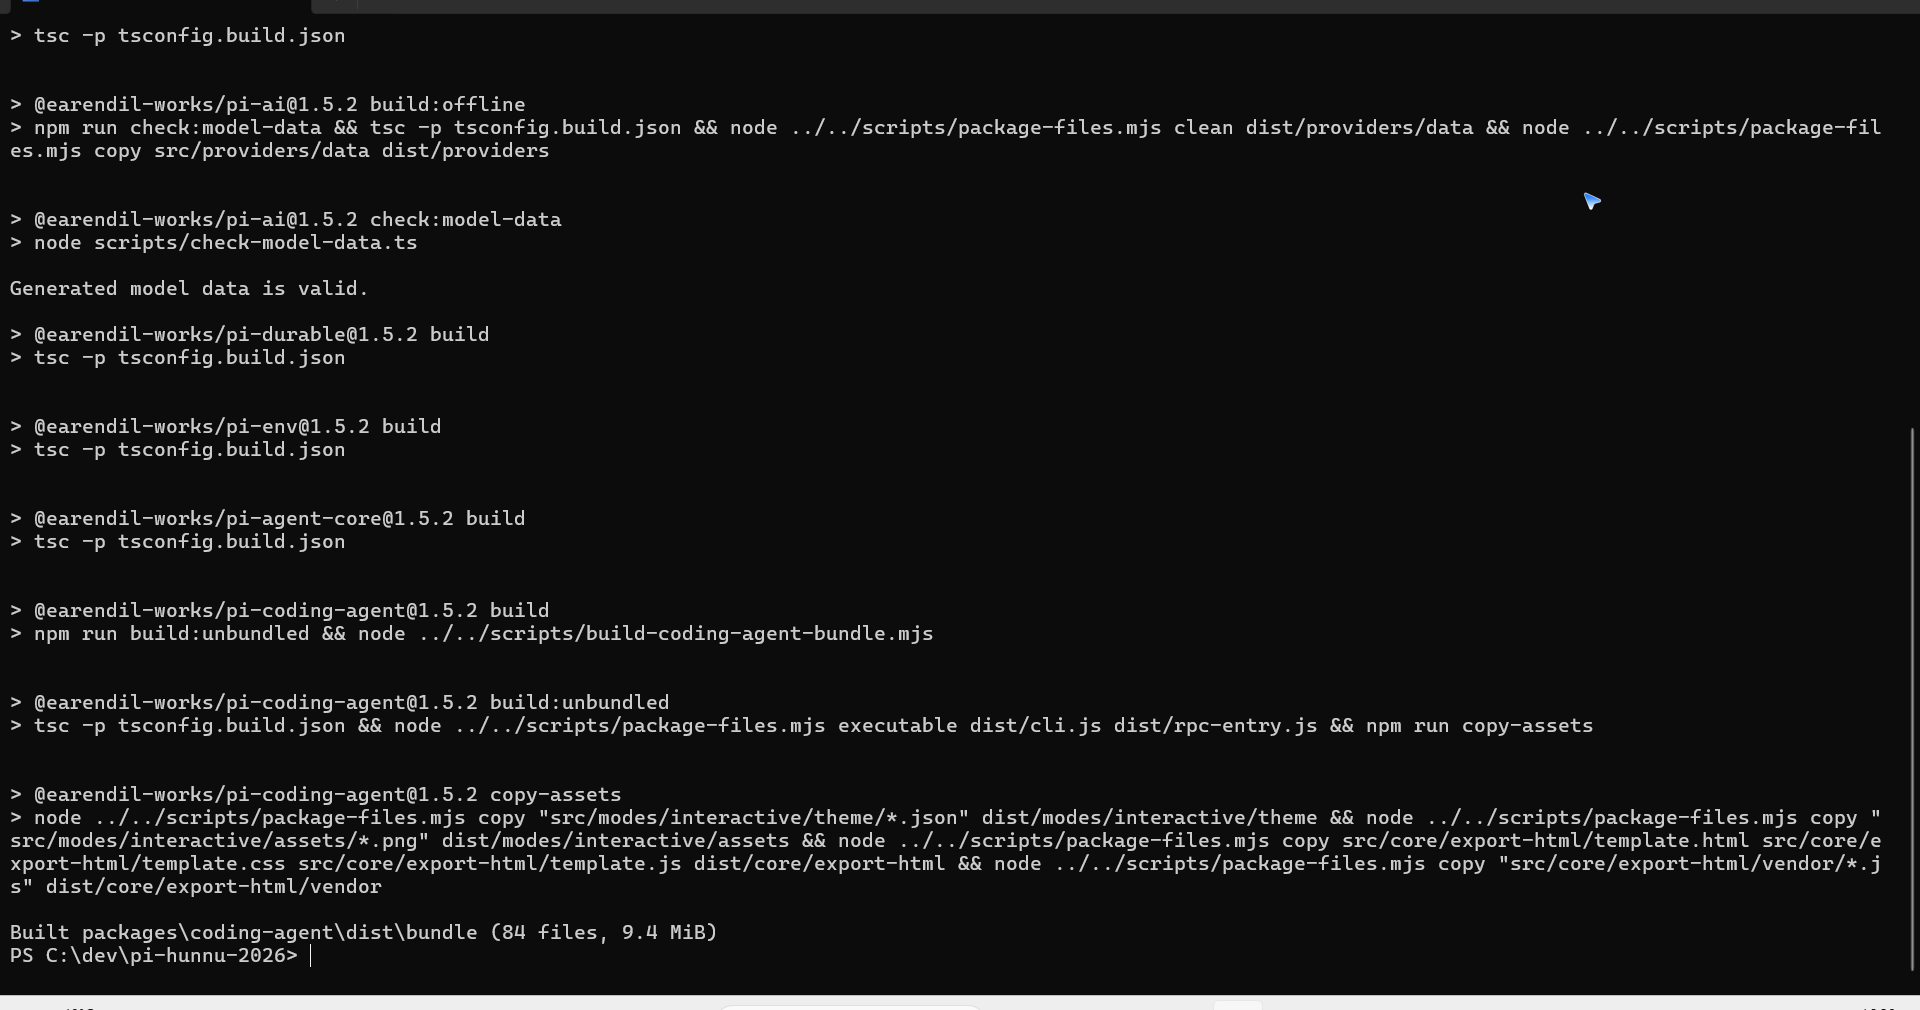 > tsc -p tsconfig.build.json
> @earendil-works/pi-ai@1.5.2 build:offline
> npm run check:model-data && tsc -p tsconfig.build.json && node ../../scripts/package-files.mjs clean dist/providers/data && node ../../scripts/package-fil
es.mjs copy src/providers/data dist/providers
> @earendil-works/pi-ai@1.5.2 check:model-data
> node scripts/check-model-data.ts
Generated model data is valid.
> @earendil-works/pi-durable@1.5.2 build
> tsc -p tsconfig.build.json
> @earendil-works/pi-env@1.5.2 build
> tsc -p tsconfig.build.json
> @earendil-works/pi-agent-core@1.5.2 build
> tsc -p tsconfig.build.json
> @earendil-works/pi-coding-agent@1.5.2 build
> npm run build:unbundled && node ../../scripts/build-coding-agent-bundle.mjs
> @earendil-works/pi-coding-agent@1.5.2 build:unbundled
> tsc -p tsconfig.build.json && node ../../scripts/package-files.mjs executable dist/cli.js dist/rpc-entry.js && npm run copy-assets
> @earendil-works/pi-coding-agent@1.5.2 copy-assets
> node ../../scripts/package-files.mjs copy "src/modes/interactive/theme/*.json" dist/modes/interactive/theme && node ../../scripts/package-files.mjs copy "
src/modes/interactive/assets/*.png" dist/modes/interactive/assets && node ../../scripts/package-files.mjs copy src/core/export-html/template.html src/core/e
xport-html/template.css src/core/export-html/template.js dist/core/export-html && node ../../scripts/package-files.mjs copy "src/core/export-html/vendor/*.j
s" dist/core/export-html/vendor
Built packages\coding-agent\dist\bundle (84 files, 9.4 MiB)
PS C:\dev\pi-hunnu-2026>